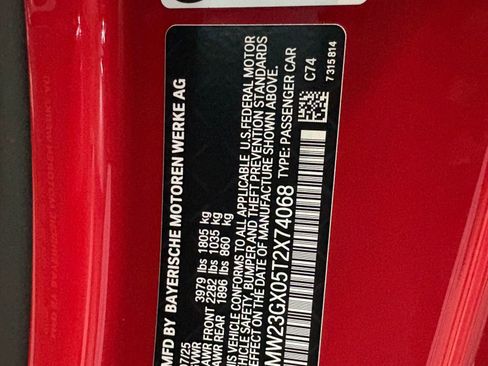 MFD BY BAYERISCHE MOTOREN WERKE AG
07/25
GVWR 3979 lbs 1805 kg
GAWR FRONT 2282 lbs 1035 kg
GAWR REAR 1896 lbs 860 kg
THIS VEHICLE CONFORMS TO ALL APPLICABLE U.S.FEDERAL MOTOR
VEHICLE SAFETY, BUMPER AND THEFT PREVENTION STANDARDS
IN EFFECT ON THE DATE OF MANUFACTURE SHOWN ABOVE.
MW23GX05T2X74068 TYPE: PASSENGER CAR
C74
7315814